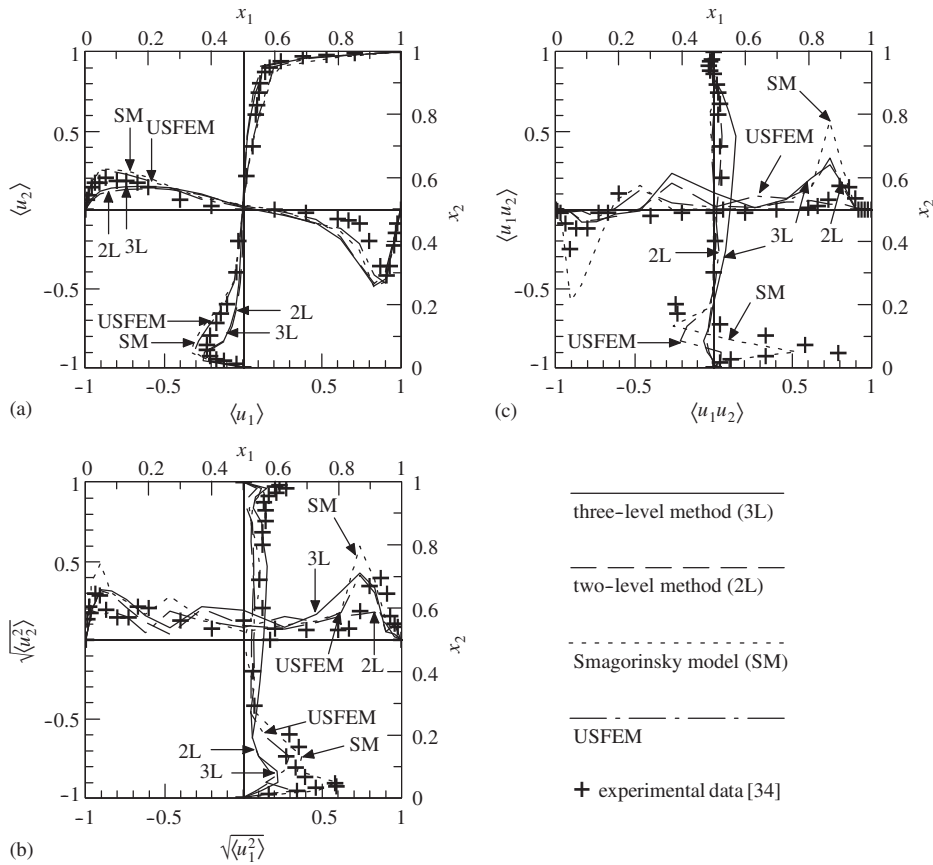 x1
0 0.2 0.4 0.6 0.8 1
1
0.5
⟨u2⟩
-0.5
-1
SM
USFEM
2L 3L
2L
USFEM
3L
SM
1
0.8
0.6
x2
0.4
0.2
0
-1 -0.5 0.5 1
(a)
⟨u1⟩
x1
0 0.2 0.4 0.6 0.8 1
1
0.5
⟨u1u2⟩
-0.5
-1
SM
USFEM
2L 3L 2L
SM
USFEM
1
0.8
0.6
x2
0.4
0.2
0
-1 -0.5 0 0.5 1
(c)
⟨u1u2⟩
x1
0 0.2 0.4 0.6 0.8 1
1
0.5
√⟨u2²⟩
-0.5
-1
SM
3L
USFEM 2L
USFEM
2L
SM
3L
1
0.8
0.6
x2
0.4
0.2
0
-1 -0.5 0 0.5 1
(b)
√⟨u1²⟩
three-level method (3L)
two-level method (2L)
Smagorinsky model (SM)
USFEM
+ experimental data [34]